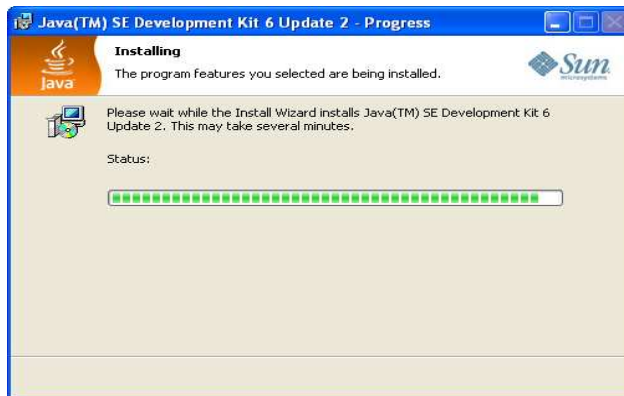 Java(TM) SE Development Kit 6 Update 2 - Progress
Java
Installing
The program features you selected are being installed.
Sun
microsystems
Please wait while the Install Wizard installs Java(TM) SE Development Kit 6
Update 2. This may take several minutes.
Status: